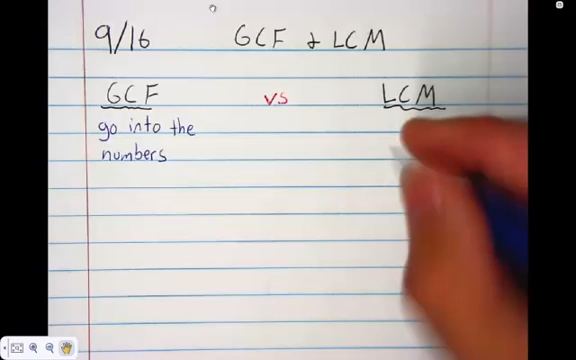 9/16 GCF & LCM
GCF vs LCM
go into the
numbers